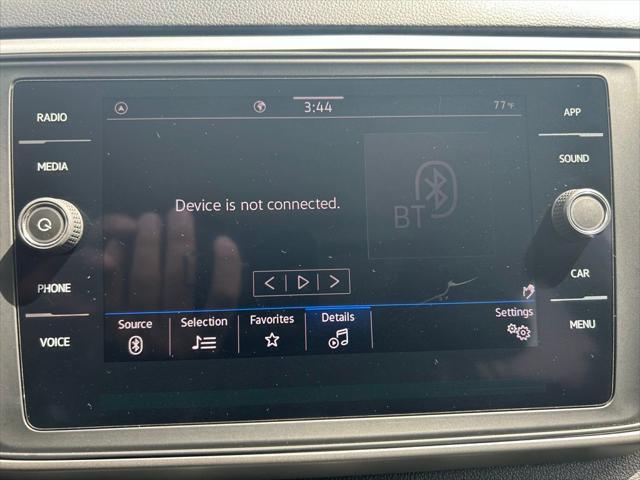 RADIO
MEDIA
PHONE
VOICE
3:44
77°F
Device is not connected.
BT
Source
Selection
Favorites
Details
Settings
APP
SOUND
CAR
MENU